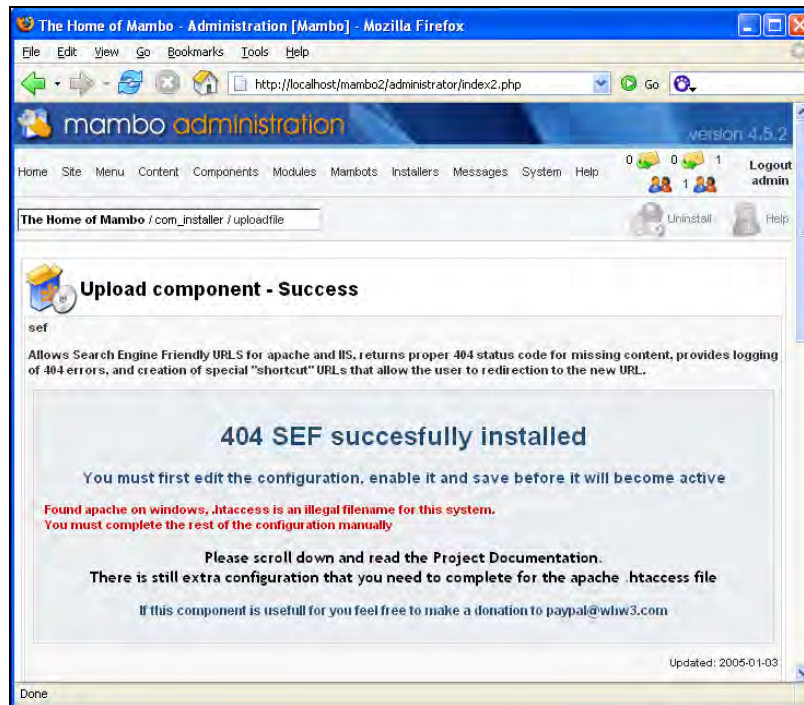 The Home of Mambo - Administration [Mambo] - Mozilla Firefox
File Edit View Go Bookmarks Tools Help
http://localhost/mambo2/administrator/index2.php Go
mambo administration
version 4.5.2
Home Site Menu Content Components Modules Mambots Installers Messages System Help
0 0 1
1
Logout
admin
The Home of Mambo / com_installer / uploadfile
Uninstall Help
Upload component - Success
sef
Allows Search Engine Friendly URLS for apache and IIS, returns proper 404 status code for missing content, provides logging
of 404 errors, and creation of special "shortcut" URLs that allow the user to redirection to the new URL.
404 SEF succesfully installed
You must first edit the configuration, enable it and save before it will become active
Found apache on windows, .htaccess is an illegal filename for this system.
You must complete the rest of the configuration manually
Please scroll down and read the Project Documentation.
There is still extra configuration that you need to complete for the apache .htaccess file
If this component is usefull for you feel free to make a donation to paypal@whw3.com
Updated: 2005-01-03
Done